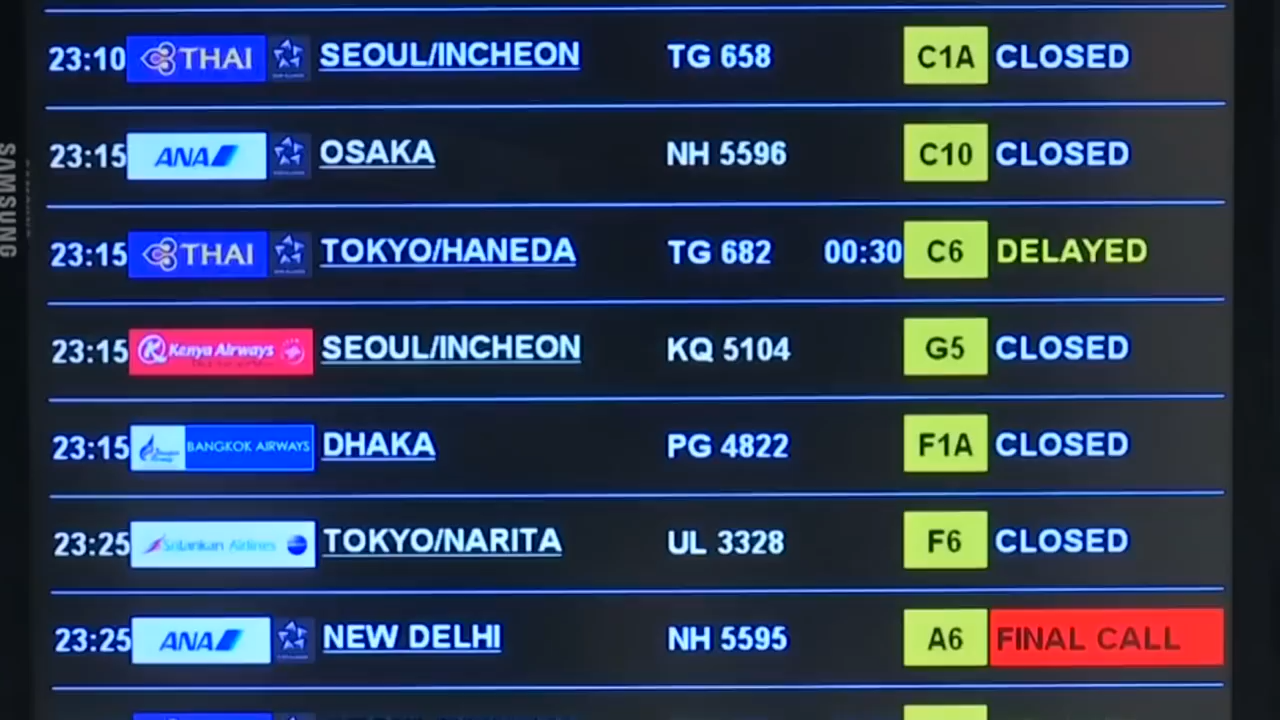 23:10 THAI SEOUL/INCHEON TG 658 C1A CLOSED
23:15 ANA OSAKA NH 5596 C10 CLOSED
23:15 THAI TOKYO/HANEDA TG 682 00:30 C6 DELAYED
23:15 Kenya Airways SEOUL/INCHEON KQ 5104 G5 CLOSED
23:15 BANGKOK AIRWAYS DHAKA PG 4822 F1A CLOSED
23:25 SriLankan Airlines TOKYO/NARITA UL 3328 F6 CLOSED
23:25 ANA NEW DELHI NH 5595 A6 FINAL CALL
SAMSUNG